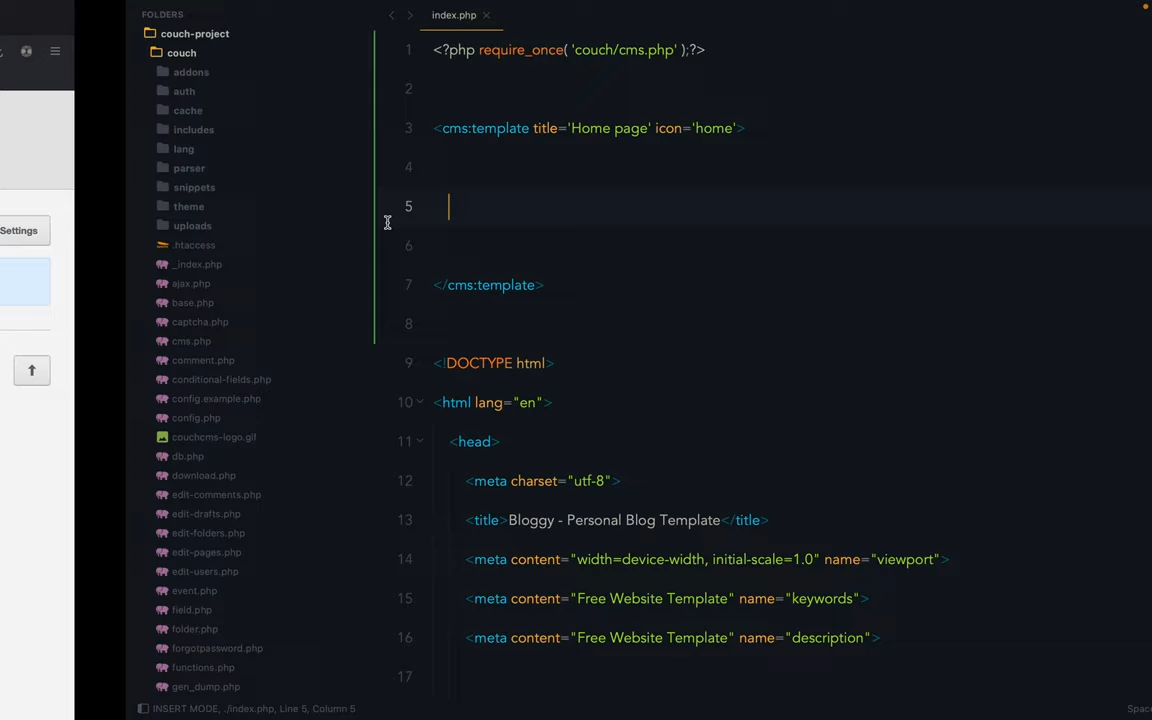 Settings
FOLDERS
couch-project
couch
addons
auth
cache
includes
lang
parser
snippets
theme
uploads
.htaccess
_index.php
ajax.php
base.php
captcha.php
cms.php
comment.php
conditional-fields.php
config.example.php
config.php
couchcms-logo.gif
db.php
download.php
edit-comments.php
edit-drafts.php
edit-folders.php
edit-pages.php
edit-users.php
event.php
field.php
folder.php
forgotpassword.php
functions.php
gen_dump.php
index.php
1 <?php require_once( 'couch/cms.php' );?>
2
3 <cms:template title='Home page' icon='home'>
4
5
6
7 </cms:template>
8
9 <!DOCTYPE html>
10 <html lang="en">
11 <head>
12 <meta charset="utf-8">
13 <title>Bloggy - Personal Blog Template</title>
14 <meta content="width=device-width, initial-scale=1.0" name="viewport">
15 <meta content="Free Website Template" name="keywords">
16 <meta content="Free Website Template" name="description">
17
INSERT MODE, ./index.php, Line 5, Column 5
Spac